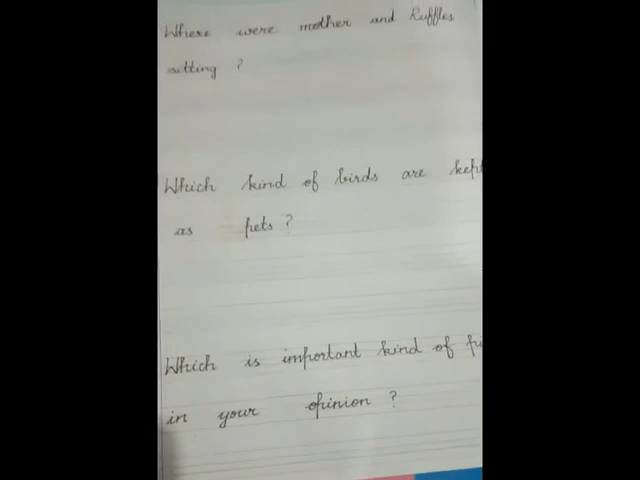 Where were mother and Ruffles
sitting ?
Which kind of birds are kept
as pets ?
Which is important kind of
in your opinion ?